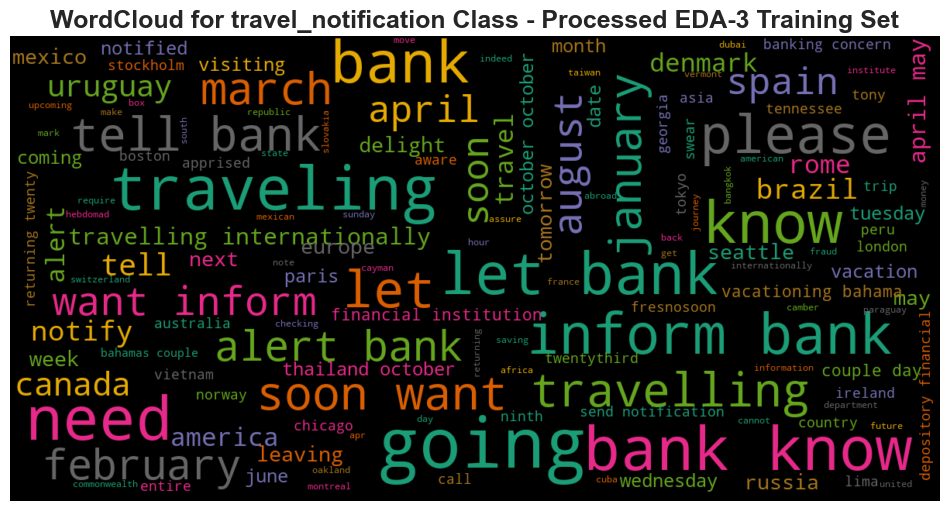 WordCloud for travel_notification Class - Processed EDA-3 Training Set
mexico
notified
stockholm
visiting
bank
move
indeed
month
dubai
banking concern
denmark
taiwan
vermont
institute
april may
uruguay
upcoming
box
march
april
spain
asia
tennessee
tony
make
republic
tell bank
south
slovakia
delight
soon
travel
october october
august
date
january
georgia
swear
please
mark
coming
boston
state
apprised
aware
american
rome
traveling
tomorrow
tokyo
bangkok
brazil
trip
require
hebdomad
mexican
sunday
assure
abroad
journey
know
tuesday
money
returning twenty
alert
travelling internationally
europe
hour
back
peru
london
seattle
tell
next
note
cayman
let bank
get
fraud
internationally
switzerland
paris
france
vacation
want inform
let
fresnosoon
vacationing bahama
may
camber
paraguay
financial institution
notify
australia
checking
saving
inform bank
week
bahamas couple
alert bank
returning
twentythird
information
couple day
thailand october
africa
vietnam
canada
norway
soon want
travelling
ireland
department
depository financial
need
america
chicago
day
ninth
send notification
cannot
country
future
going
bank know
apr
february
leaving
oakland
call
cuba
wednesday
russia
lima
united
commonwealth
entire
june
montreal